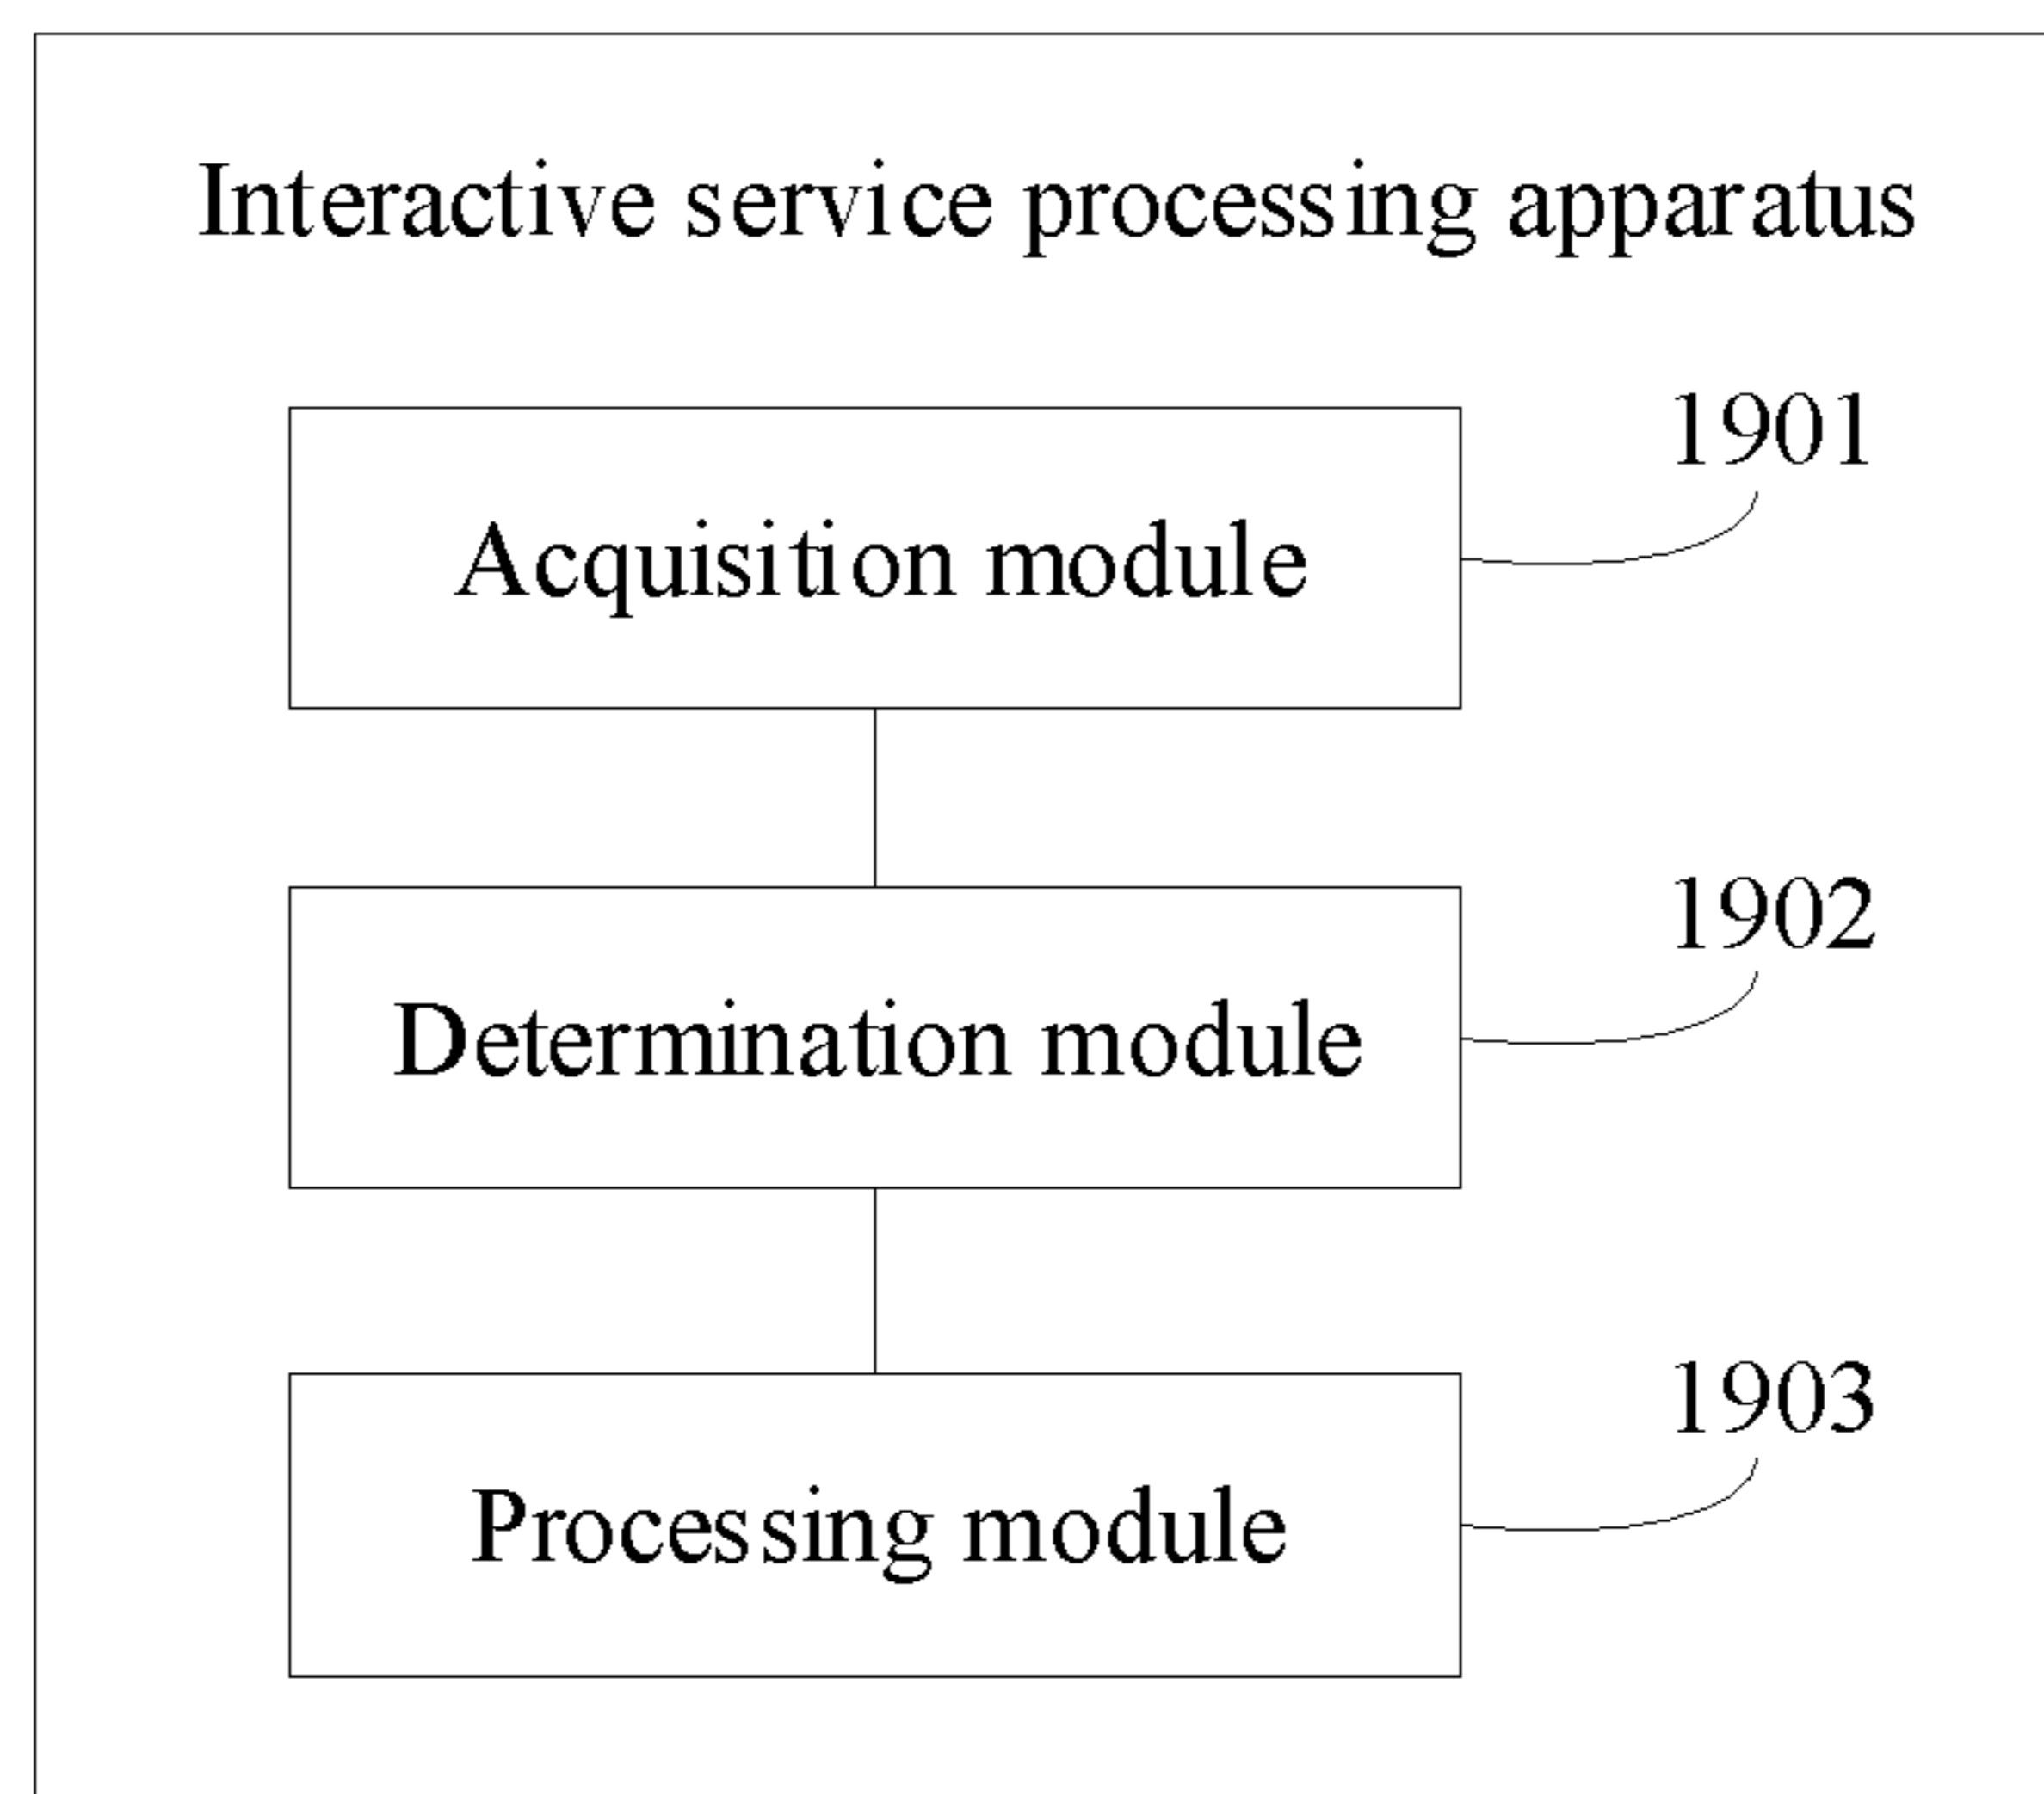 Interactive service processing apparatus
1901
Acquisition module
1902
Determination module
1903
Processing module